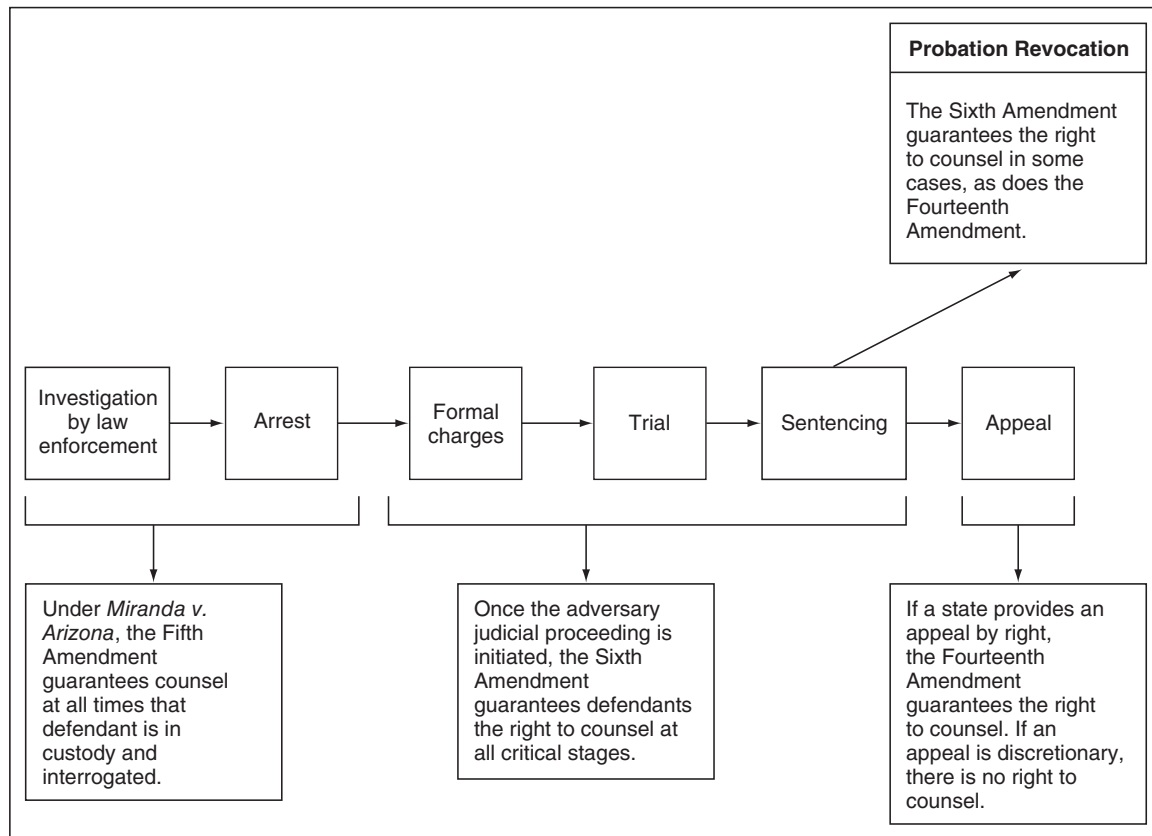 Probation Revocation
The Sixth Amendment
guarantees the right
to counsel in some
cases, as does the
Fourteenth
Amendment.
Investigation
by law
enforcement
Arrest
Formal
charges
Trial
Sentencing
Appeal
Under Miranda v.
Arizona, the Fifth
Amendment
guarantees counsel
at all times that
defendant is in
custody and
interrogated.
Once the adversary
judicial proceeding is
initiated, the Sixth
Amendment
guarantees defendants
the right to counsel at
all critical stages.
If a state provides an
appeal by right,
the Fourteenth
Amendment
guarantees the right
to counsel. If an
appeal is discretionary,
there is no right to
counsel.